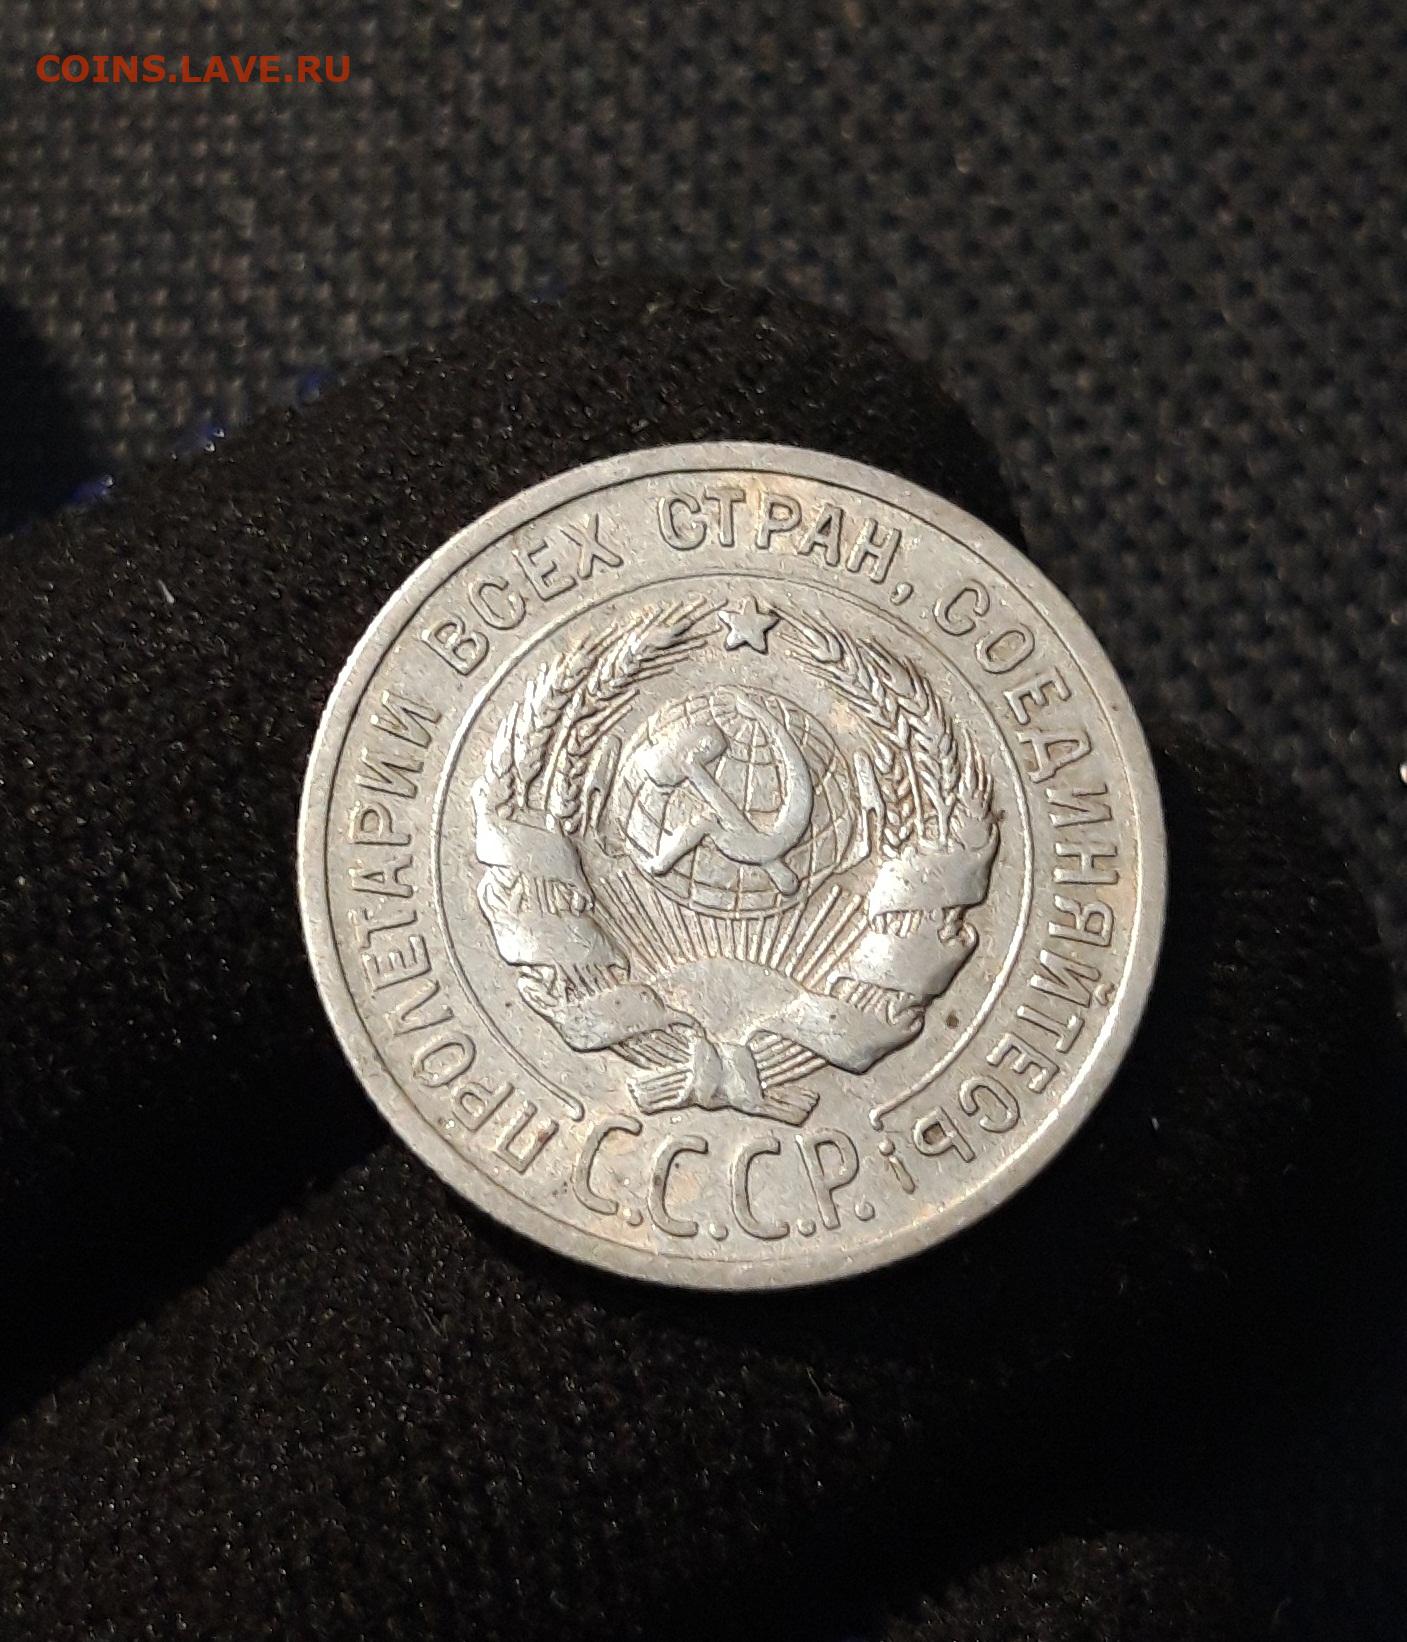 COINS.LAVE.RU
ПРОЛЕТАРИИ ВСЕХ СТРАН, СОЕДИНЯЙТЕСЬ!
С.С.С.Р.